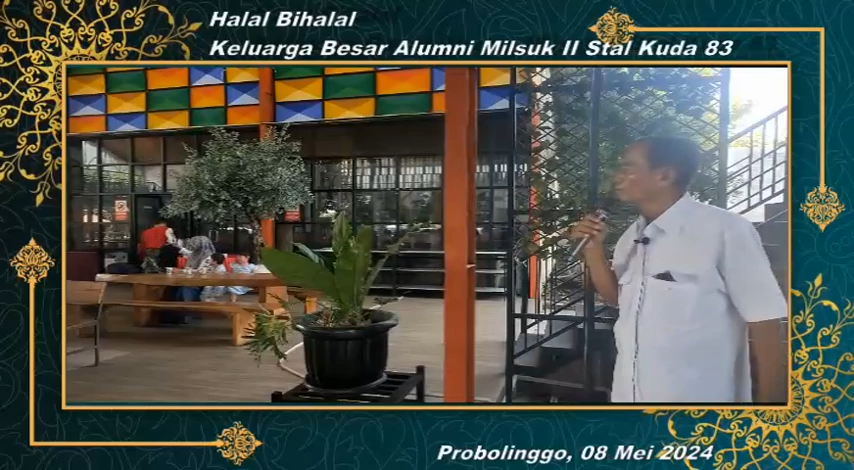 Halal Bihalal
Keluarga Besar Alumni Milsuk II Stal Kuda 83
Probolinggo, 08 Mei 2024